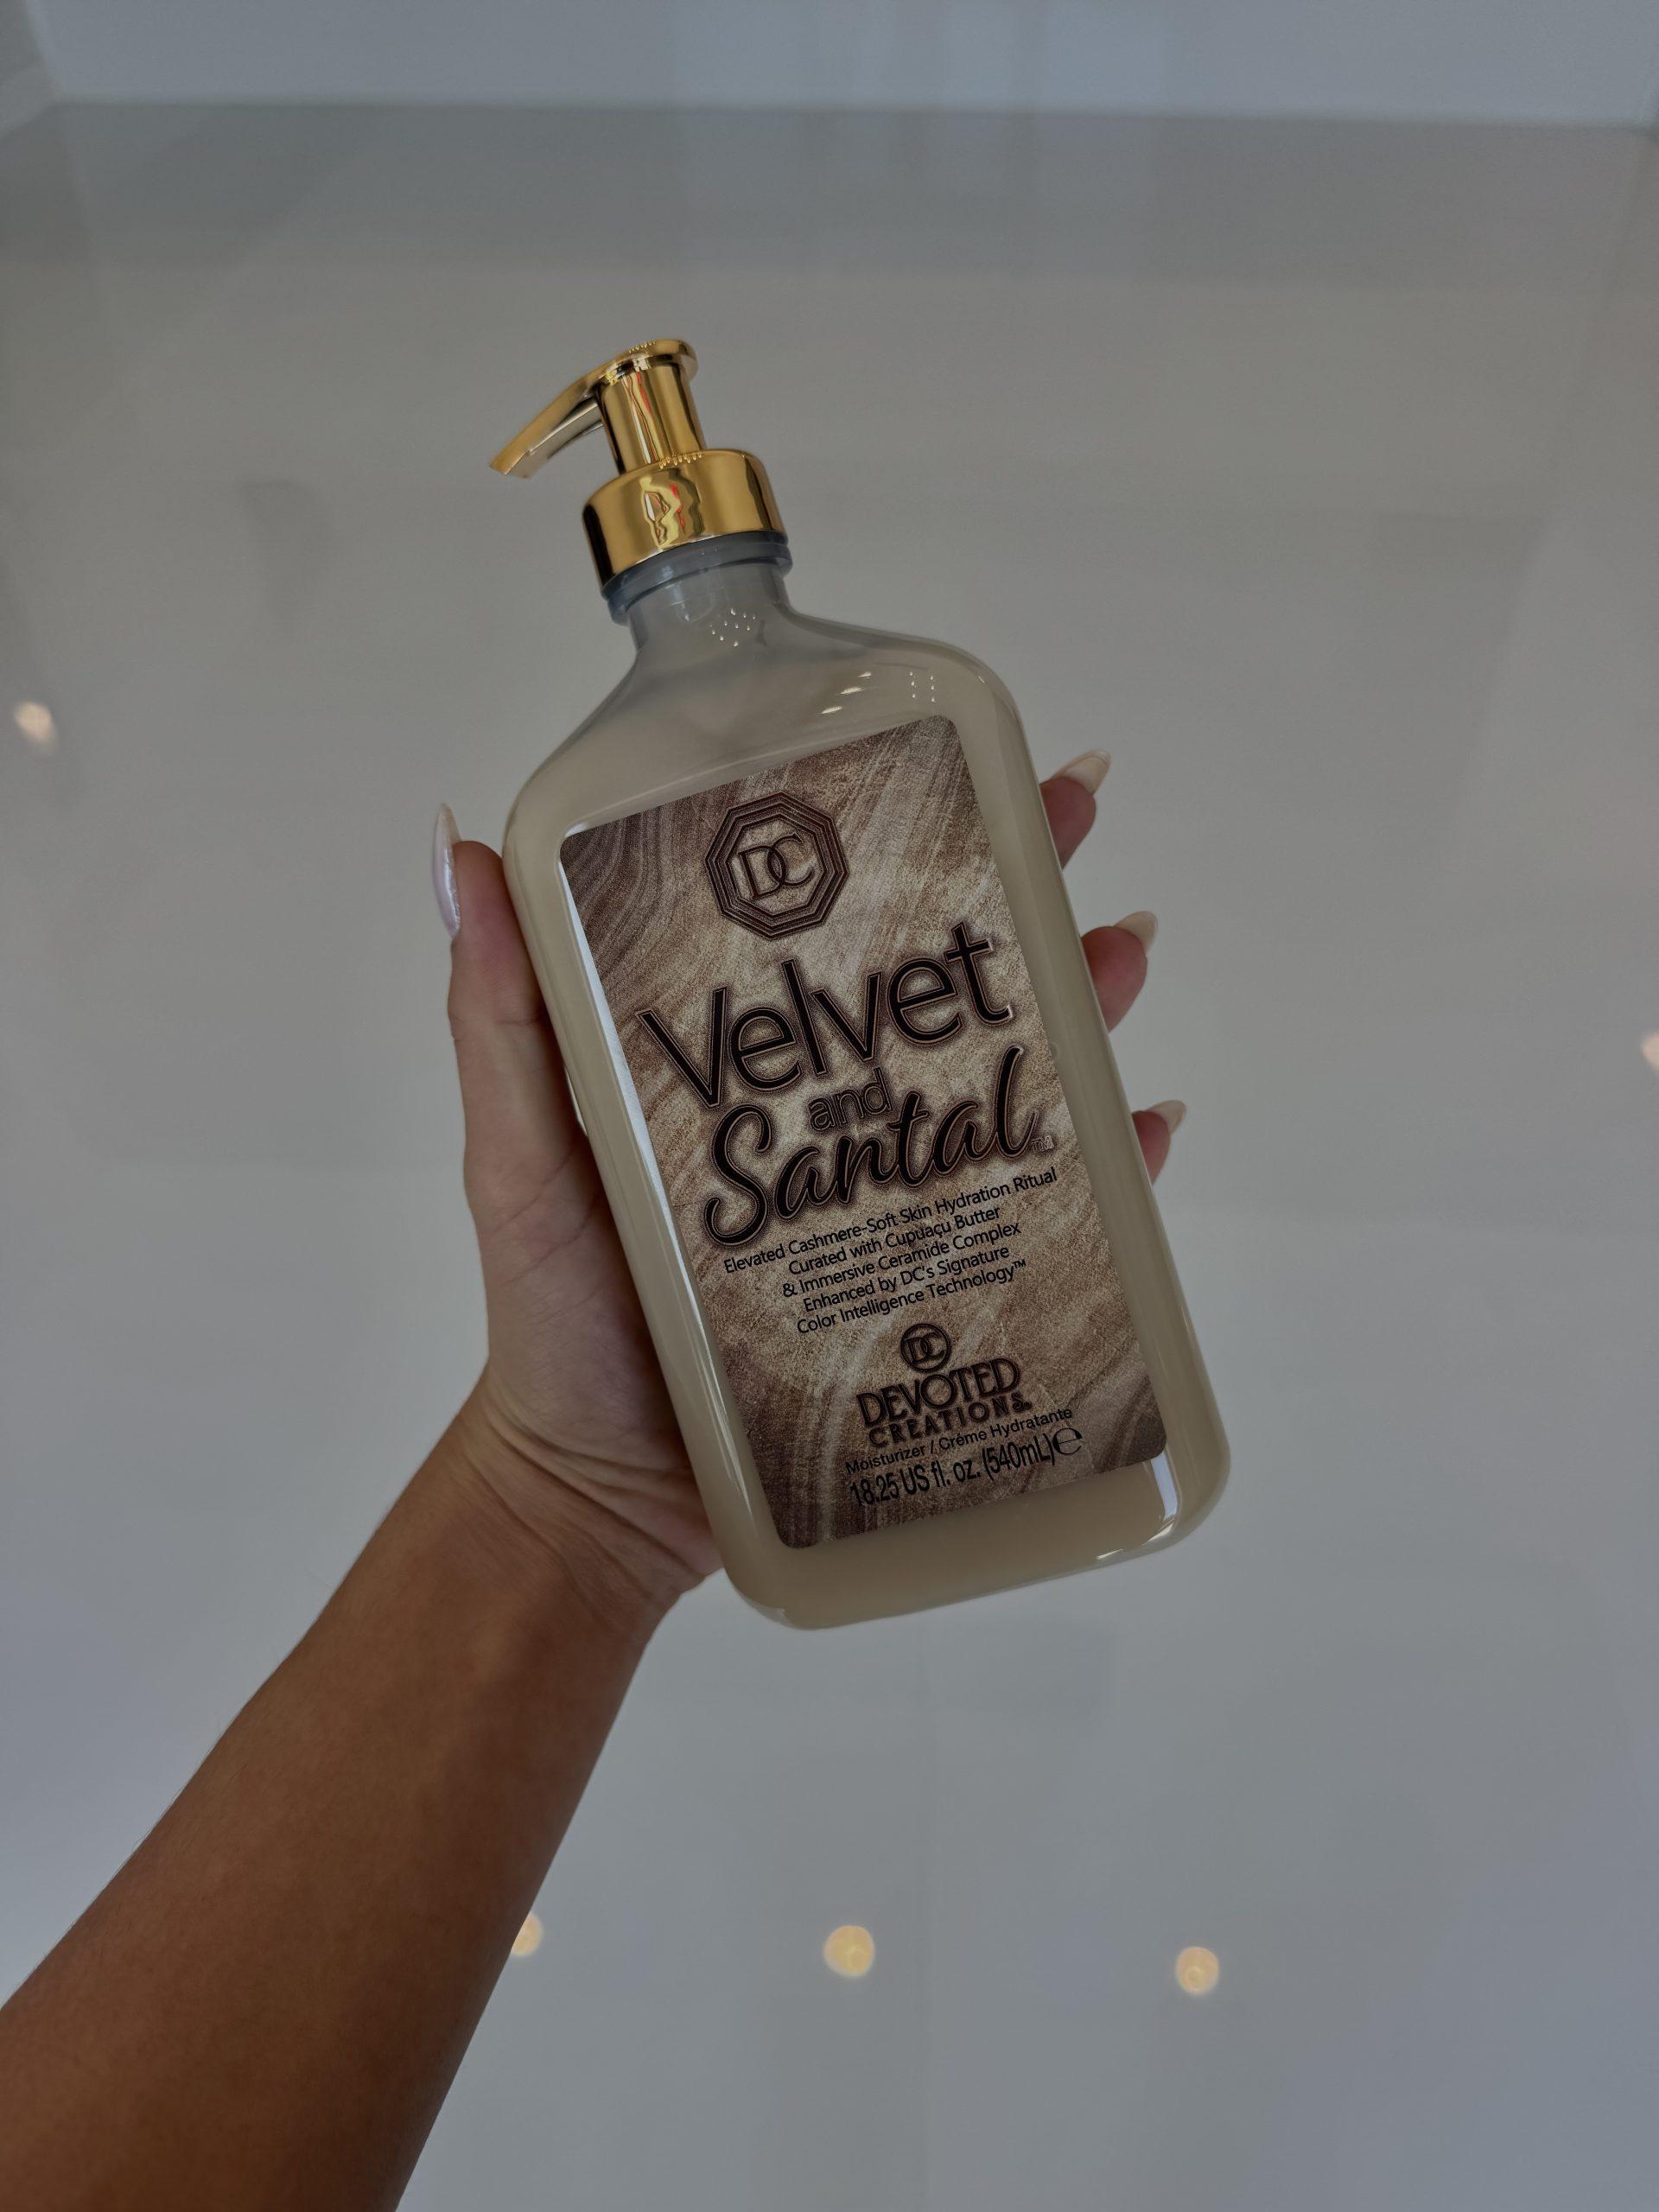 DC
Velvet
and
Santal
Elevated Cashmere-Soft Skin Hydration Ritual
Curated with Cupuaçu Butter
& Immersive Ceramide Complex
Enhanced by DC's Signature
Color Intelligence Technology™
DC
DEVOTED
CREATIONS
Moisturizer / Créme Hydratante
18.25 US fl. oz. (540mL) ℮